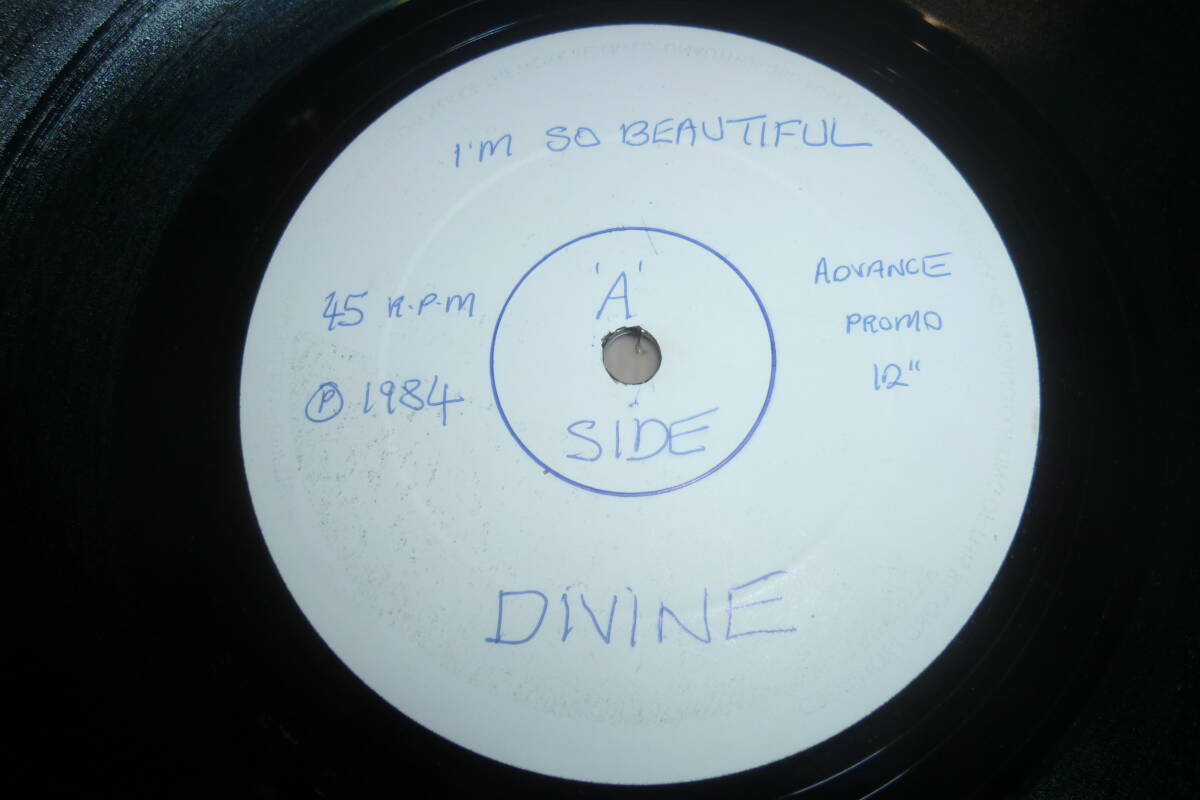 I'M SO BEAUTIFUL
45 R.P.M
Ⓟ 1984
'A'
SIDE
ADVANCE
PROMO
12"
DIVINE